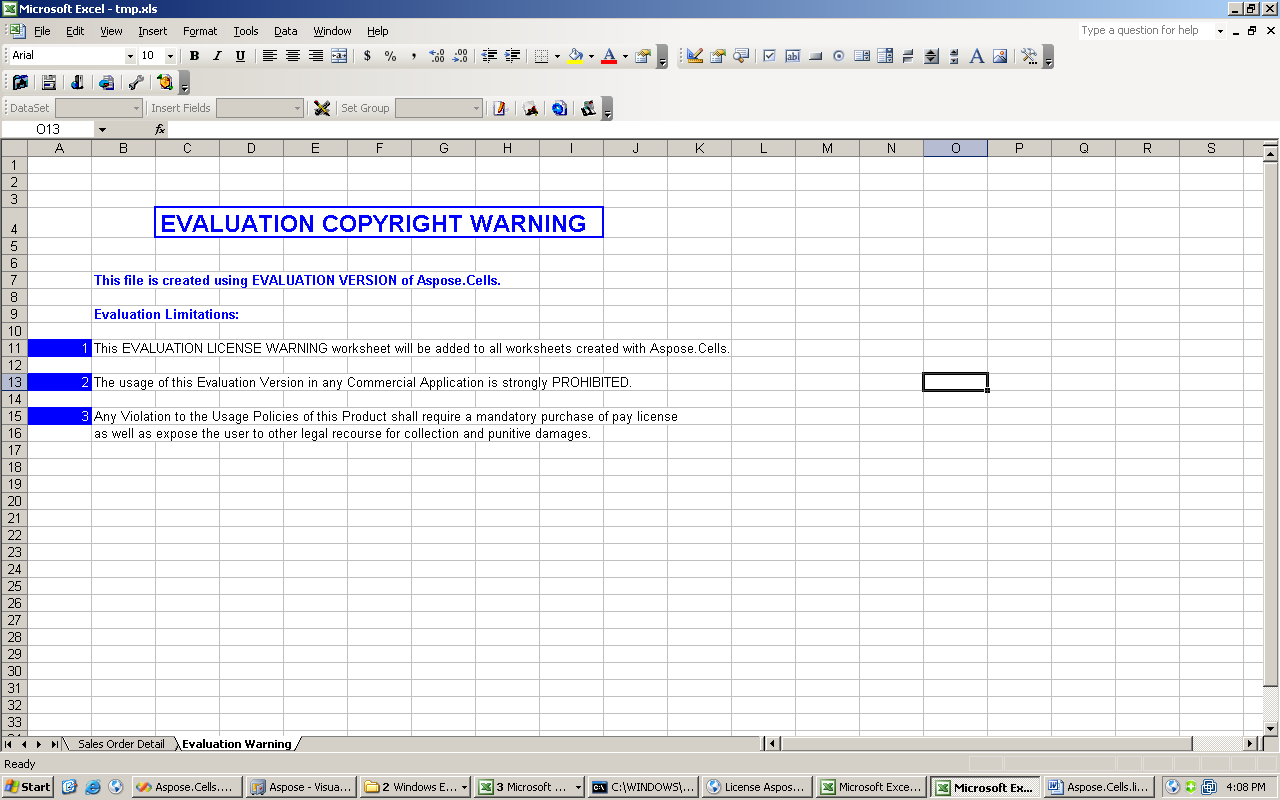 Microsoft Excel - tmp.xls
File Edit View Insert Format Tools Data Window Help Type a question for help
Arial 10 B I U $ % ,
DataSet Insert Fields Set Group
O13 fx
A B C D E F G H I J K L M N O P Q R S
1
2
3
4 EVALUATION COPYRIGHT WARNING
5
6
7 This file is created using EVALUATION VERSION of Aspose.Cells.
8
9 Evaluation Limitations:
10
11 1 This EVALUATION LICENSE WARNING worksheet will be added to all worksheets created with Aspose.Cells.
12
13 2 The usage of this Evaluation Version in any Commercial Application is strongly PROHIBITED.
14
15 3 Any Violation to the Usage Policies of this Product shall require a mandatory purchase of pay license
16 as well as expose the user to other legal recourse for collection and punitive damages.
17
18
19
20
21
22
23
24
25
26
27
28
29
30
31
32
33
Sales Order Detail Evaluation Warning
Ready
Start Aspose.Cells.... Aspose - Visua... 2 Windows E... 3 Microsoft ... C:\WINDOWS\... License Aspos... Microsoft Exce... Microsoft Ex... Aspose.Cells.li... 4:08 PM